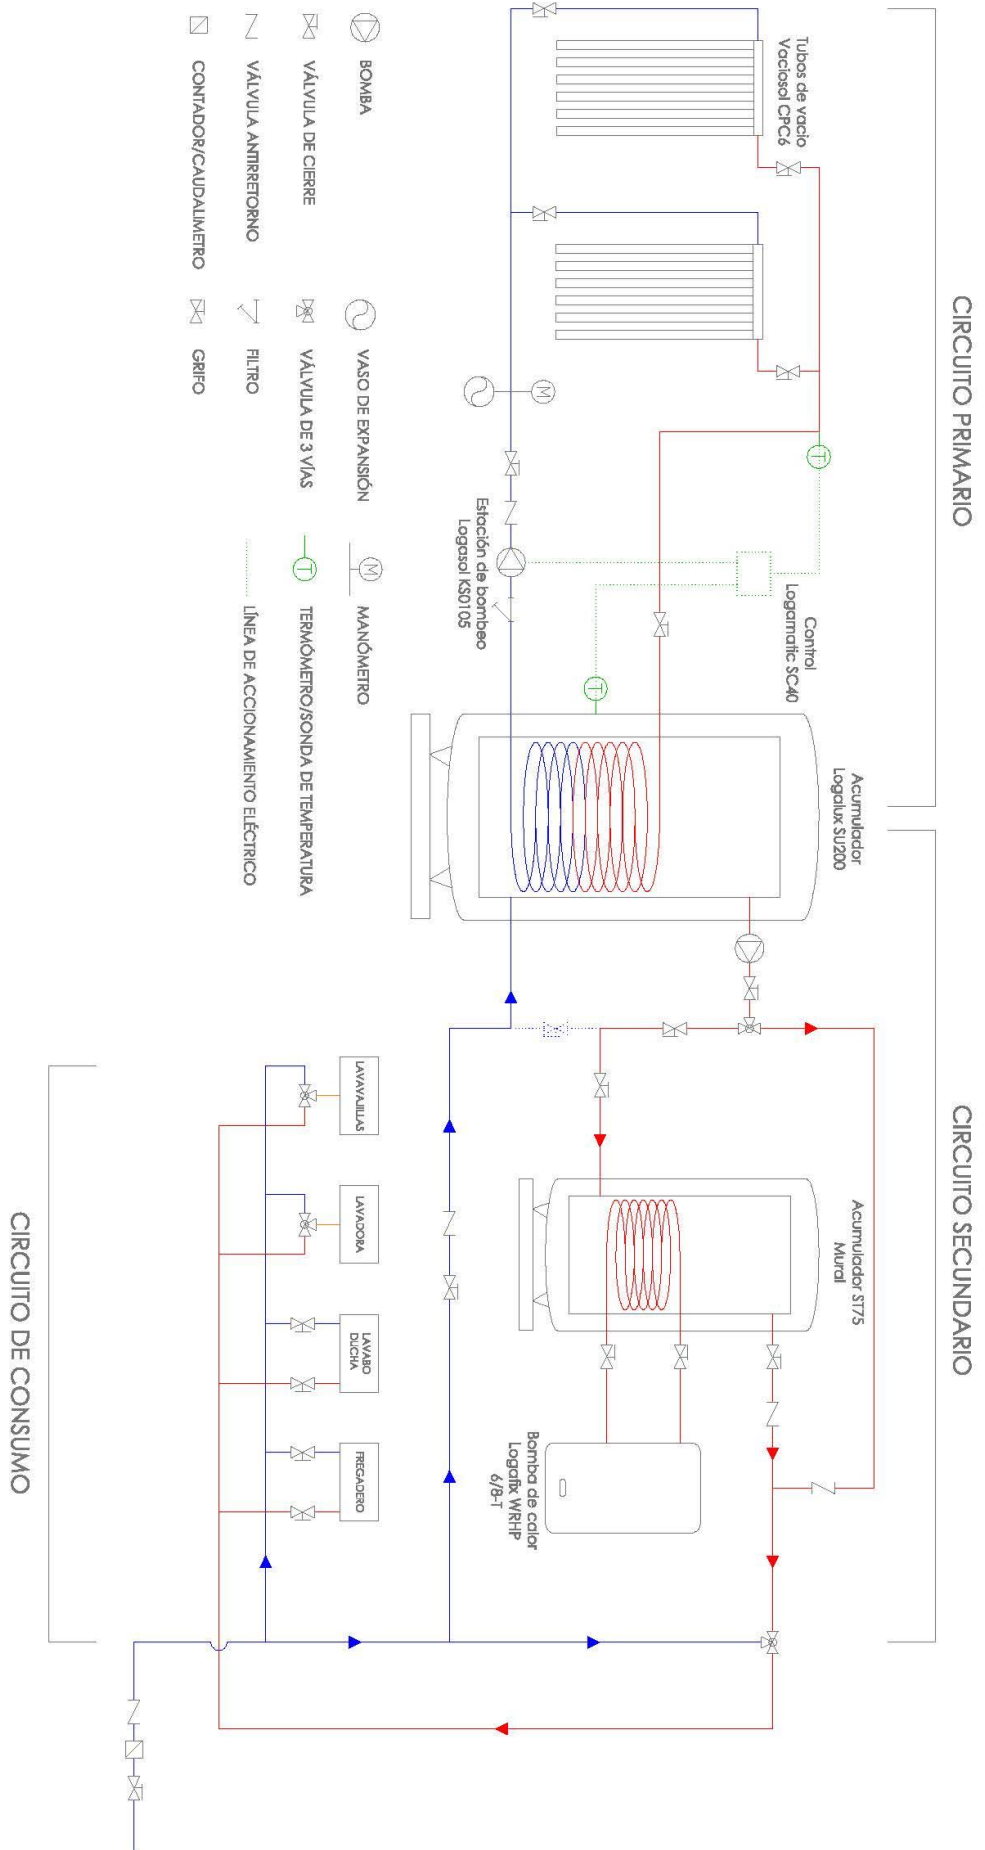 CIRCUITO PRIMARIO
CIRCUITO SECUNDARIO
Tubos de vacio
Vaciosol CPC6
Control
Logamatic SC40
Acumulador
Logalux SU200
Acumulador ST75
Mural
M
T
T
Estación de bombeo
Logasol KS0105
Bomba de calor
Logafix WRHP
6/8-T
BOMBA
VASO DE EXPANSIÓN
M
MANÓMETRO
VÁLVULA DE CIERRE
VÁLVULA DE 3 VÍAS
T
TERMÓMETRO/SONDA DE TEMPERATURA
VÁLVULA ANTIRRETORNO
FILTRO
LÍNEA DE ACCIONAMIENTO ELÉCTRICO
CONTADOR/CAUDALIMETRO
GRIFO
LAVAVAJILLAS
LAVADORA
LAVABO
DUCHA
FREGADERO
CIRCUITO DE CONSUMO